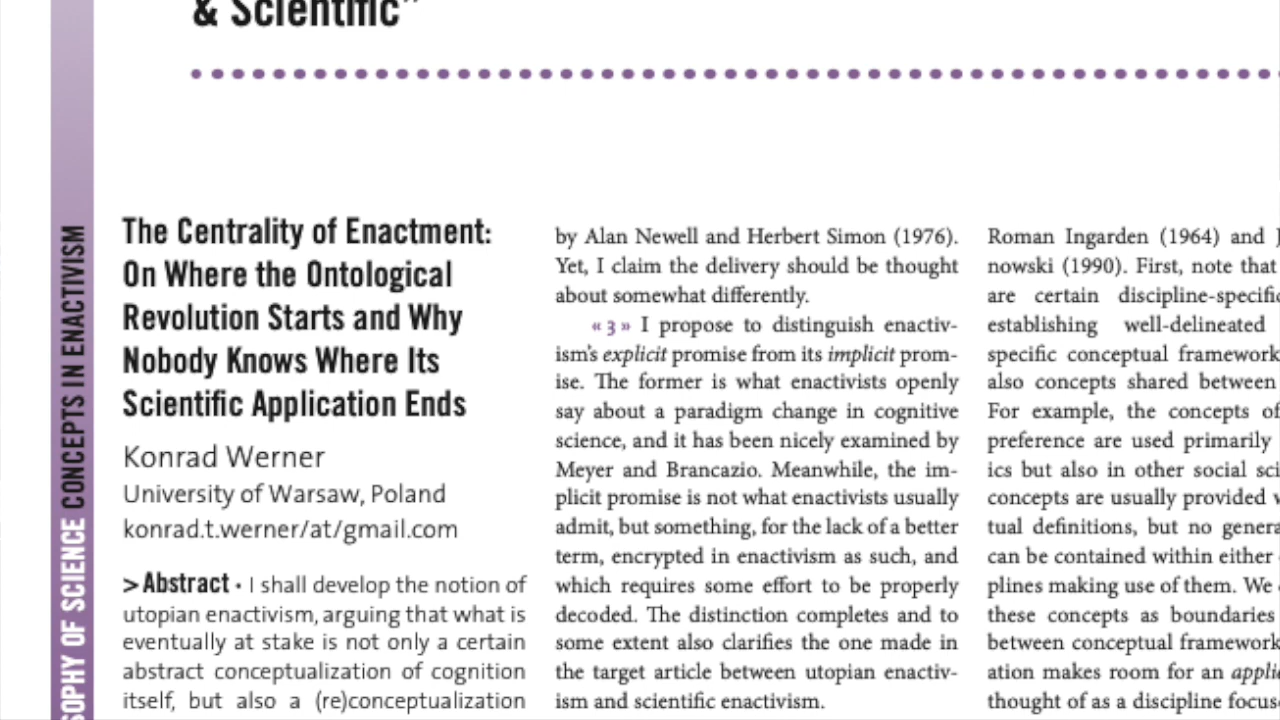 & Scientific”
The Centrality of Enactment:
On Where the Ontological
Revolution Starts and Why
Nobody Knows Where Its
Scientific Application Ends
Konrad Werner
University of Warsaw, Poland
konrad.t.werner/at/gmail.com
> Abstract • I shall develop the notion of
utopian enactivism, arguing that what is
eventually at stake is not only a certain
abstract conceptualization of cognition
itself, but also a (re)conceptualization
by Alan Newell and Herbert Simon (1976).
Yet, I claim the delivery should be thought
about somewhat differently.
« 3 » I propose to distinguish enactiv-
ism’s explicit promise from its implicit prom-
ise. The former is what enactivists openly
say about a paradigm change in cognitive
science, and it has been nicely examined by
Meyer and Brancazio. Meanwhile, the im-
plicit promise is not what enactivists usually
admit, but something, for the lack of a better
term, encrypted in enactivism as such, and
which requires some effort to be properly
decoded. The distinction completes and to
some extent also clarifies the one made in
the target article between utopian enactiv-
ism and scientific enactivism.
Roman Ingarden (1964) and
nowski (1990). First, note that
are certain discipline-specific
establishing well-delineated
specific conceptual framework
also concepts shared between
For example, the concepts of
preference are used primarily
ics but also in other social sci
concepts are usually provided
tual definitions, but no genera
can be contained within either
plines making use of them. We
these concepts as boundaries
between conceptual framework
ation makes room for an appli
thought of as a discipline focus
SOPHY OF SCIENCE CONCEPTS IN ENACTIVISM